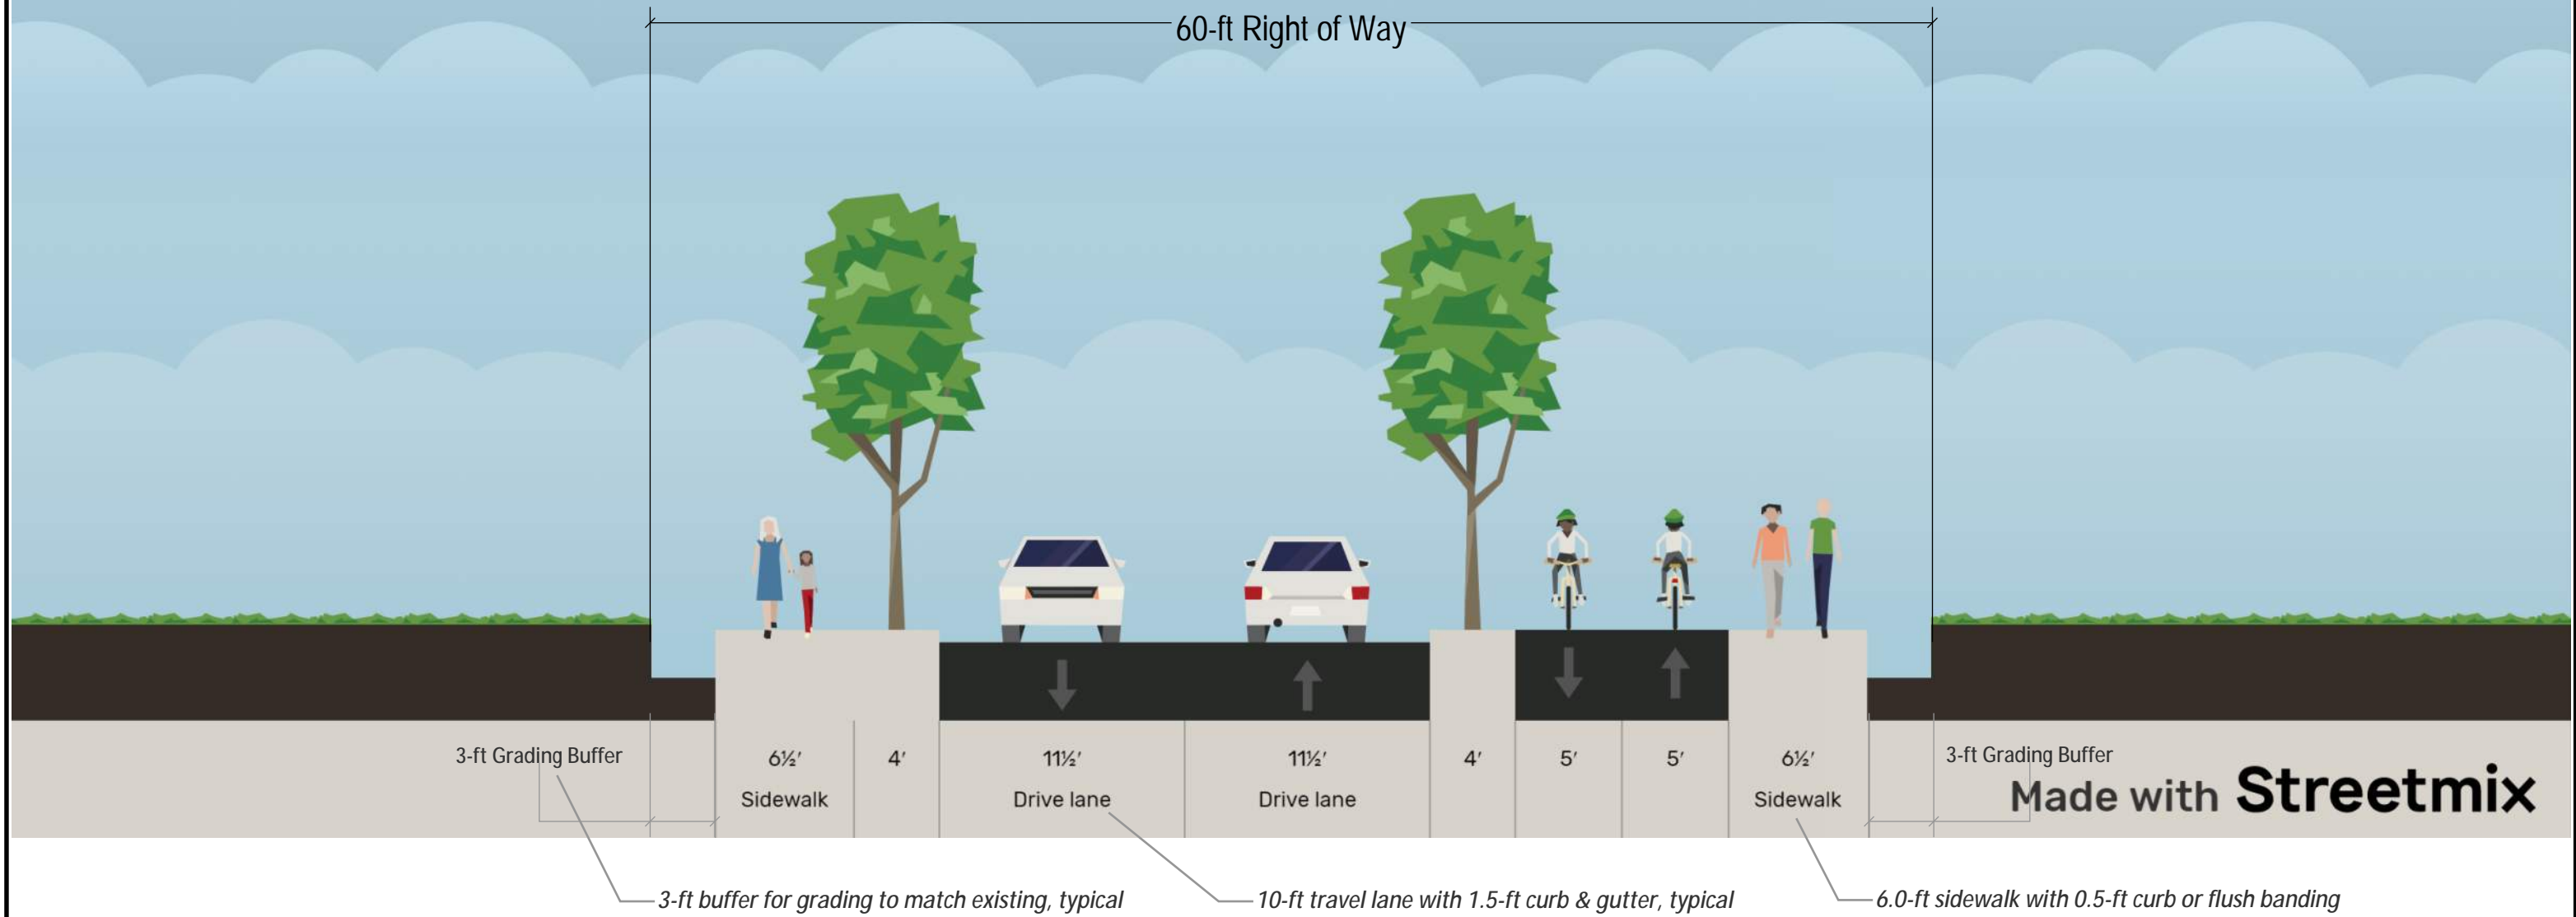 60-ft Right of Way
3-ft Grading Buffer
6½'
4'
11½'
11½'
4'
5'
5'
6½'
3-ft Grading Buffer
Sidewalk
Drive lane
Drive lane
Sidewalk
Made with Streetmix
3-ft buffer for grading to match existing, typical
10-ft travel lane with 1.5-ft curb & gutter, typical
6.0-ft sidewalk with 0.5-ft curb or flush banding